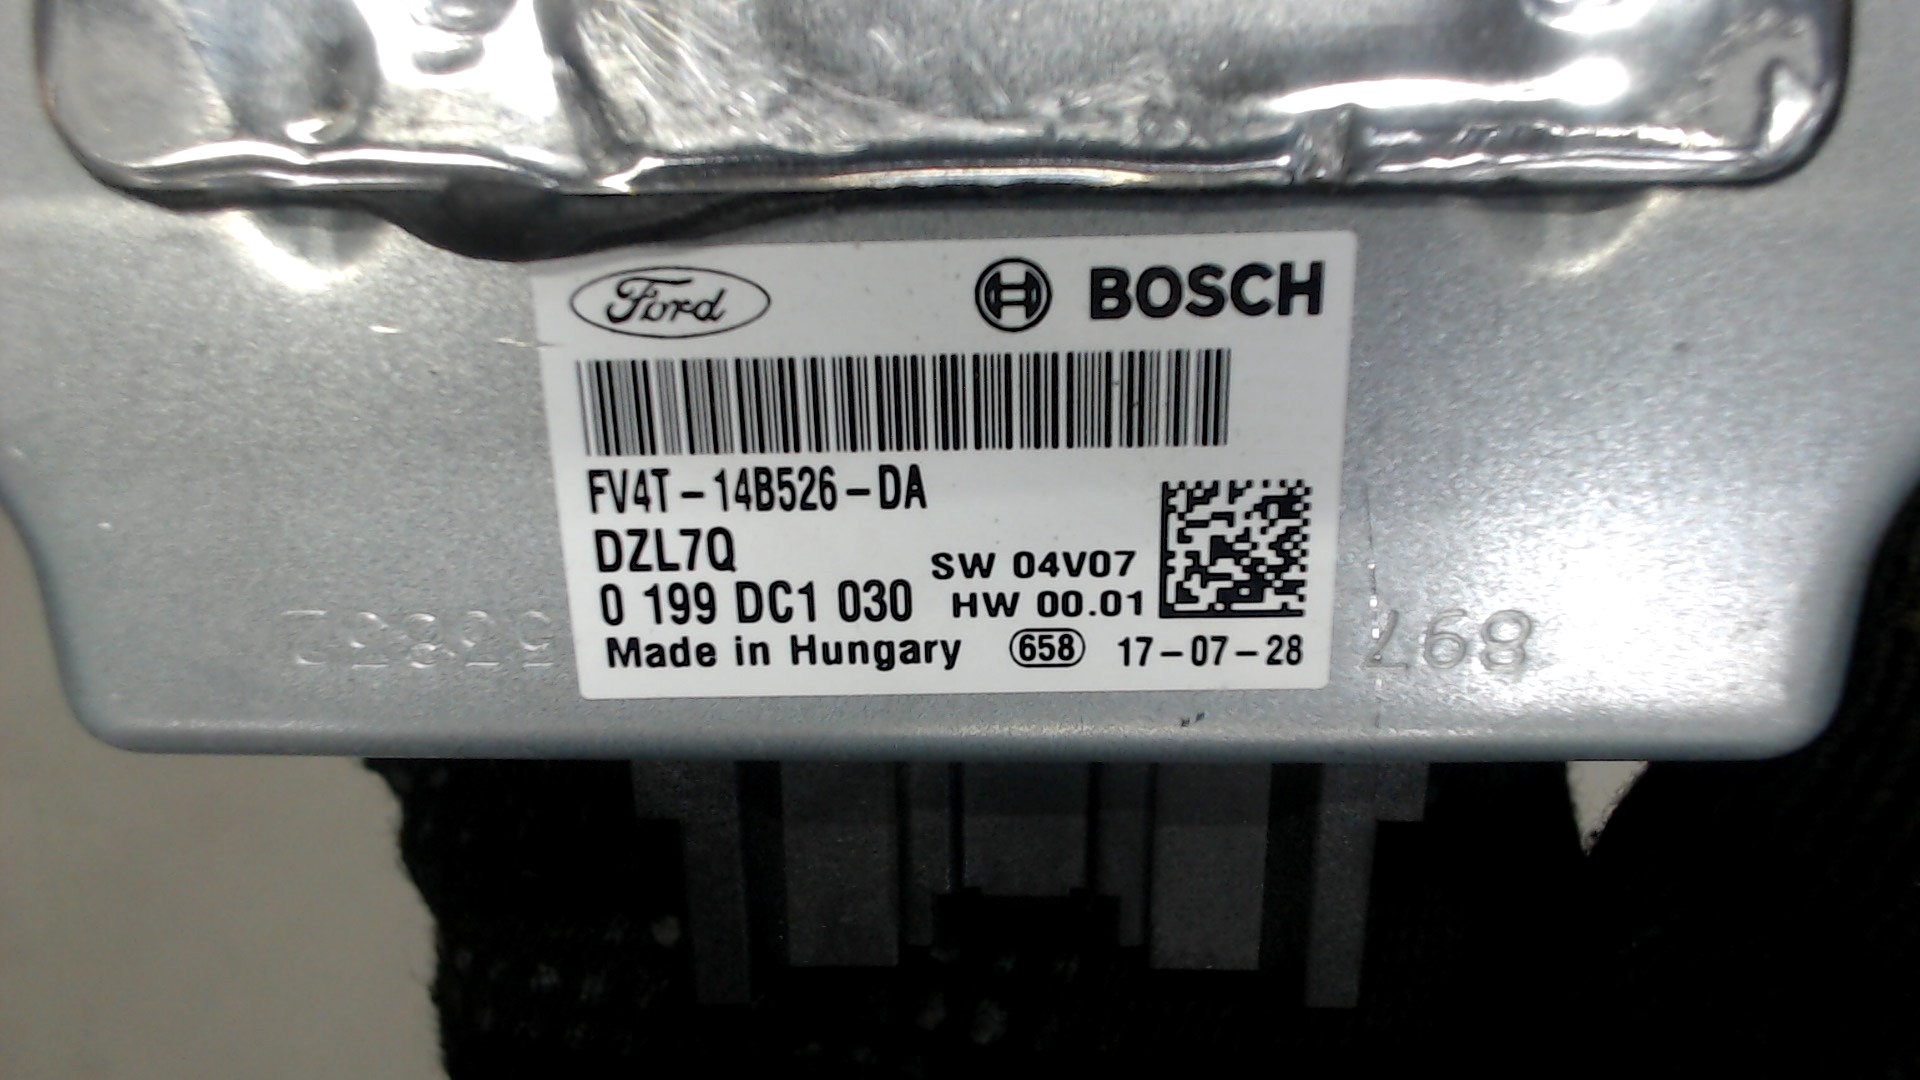 Ford BOSCH
FV4T-14B526-DA
DZL7Q
SW 04V07
0 199 DC1 030 HW 00.01
Made in Hungary 658 17-07-28